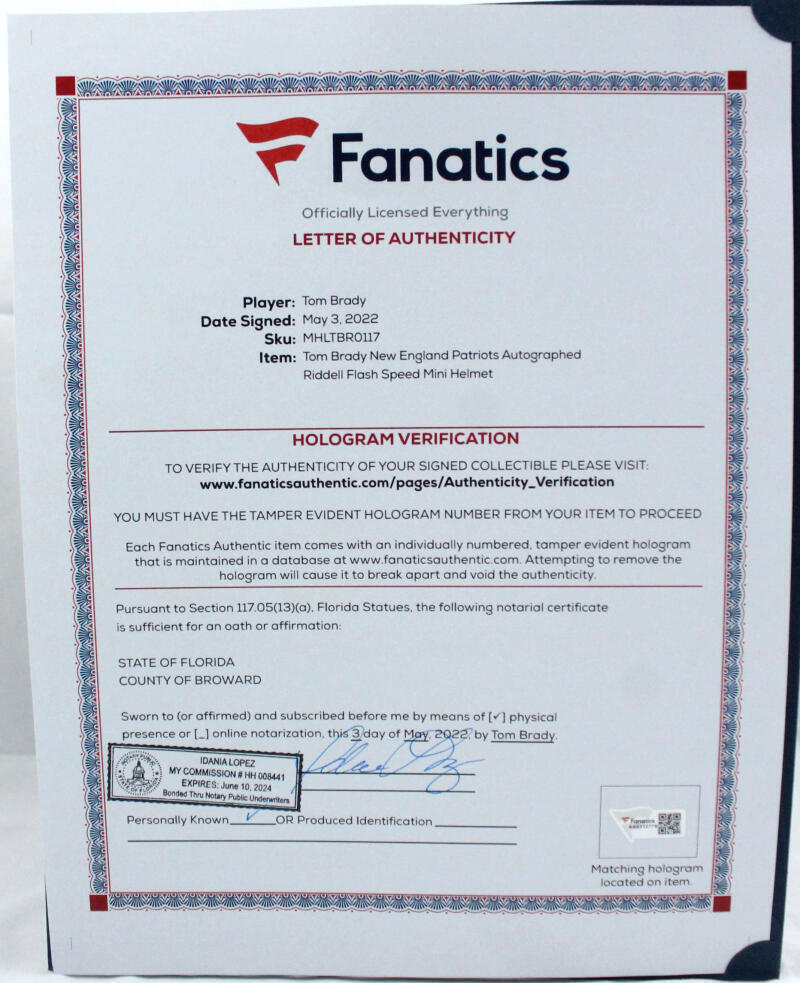 Fanatics
Officially Licensed Everything
LETTER OF AUTHENTICITY
Player: Tom Brady
Date Signed: May 3, 2022
Sku: MHLTBR0117
Item: Tom Brady New England Patriots Autographed
Riddell Flash Speed Mini Helmet
HOLOGRAM VERIFICATION
TO VERIFY THE AUTHENTICITY OF YOUR SIGNED COLLECTIBLE PLEASE VISIT:
www.fanaticsauthentic.com/pages/Authenticity_Verification
YOU MUST HAVE THE TAMPER EVIDENT HOLOGRAM NUMBER FROM YOUR ITEM TO PROCEED
Each Fanatics Authentic item comes with an individually numbered, tamper evident hologram
that is maintained in a database at www.fanaticsauthentic.com. Attempting to remove the
hologram will cause it to break apart and void the authenticity.
Pursuant to Section 117.05(13)(a), Florida Statues, the following notarial certificate
is sufficient for an oath or affirmation:
STATE OF FLORIDA
COUNTY OF BROWARD
Sworn to (or affirmed) and subscribed before me by means of [✓] physical
presence or [_] online notarization, this 3 day of May, 2022, by Tom Brady.
NOTARY PUBLIC
STATE OF FLORIDA
IDANIA LOPEZ
MY COMMISSION # HH 008441
EXPIRES: June 10, 2024
Bonded Thru Notary Public Underwriters
Personally Known ✓ OR Produced Identification
Fanatics
Matching hologram
located on item.